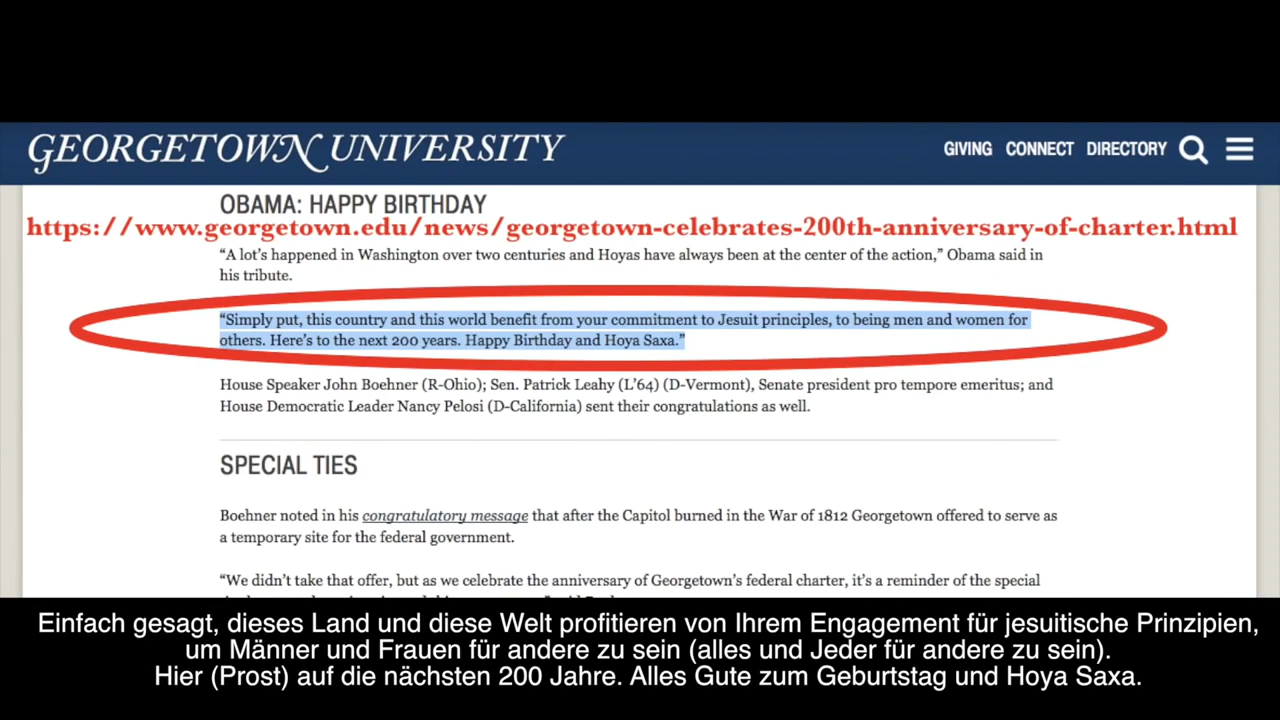 GEORGETOWN UNIVERSITY
GIVING CONNECT DIRECTORY
OBAMA: HAPPY BIRTHDAY
https://www.georgetown.edu/news/georgetown-celebrates-200th-anniversary-of-charter.html
“A lot’s happened in Washington over two centuries and Hoyas have always been at the center of the action,” Obama said in
his tribute.
“Simply put, this country and this world benefit from your commitment to Jesuit principles, to being men and women for
others. Here’s to the next 200 years. Happy Birthday and Hoya Saxa.”
House Speaker John Boehner (R-Ohio); Sen. Patrick Leahy (L’64) (D-Vermont), Senate president pro tempore emeritus; and
House Democratic Leader Nancy Pelosi (D-California) sent their congratulations as well.
SPECIAL TIES
Boehner noted in his congratulatory message that after the Capitol burned in the War of 1812 Georgetown offered to serve as
a temporary site for the federal government.
“We didn’t take that offer, but as we celebrate the anniversary of Georgetown’s federal charter, it’s a reminder of the special
Einfach gesagt, dieses Land und diese Welt profitieren von Ihrem Engagement für jesuitische Prinzipien,
um Männer und Frauen für andere zu sein (alles und Jeder für andere zu sein).
Hier (Prost) auf die nächsten 200 Jahre. Alles Gute zum Geburtstag und Hoya Saxa.